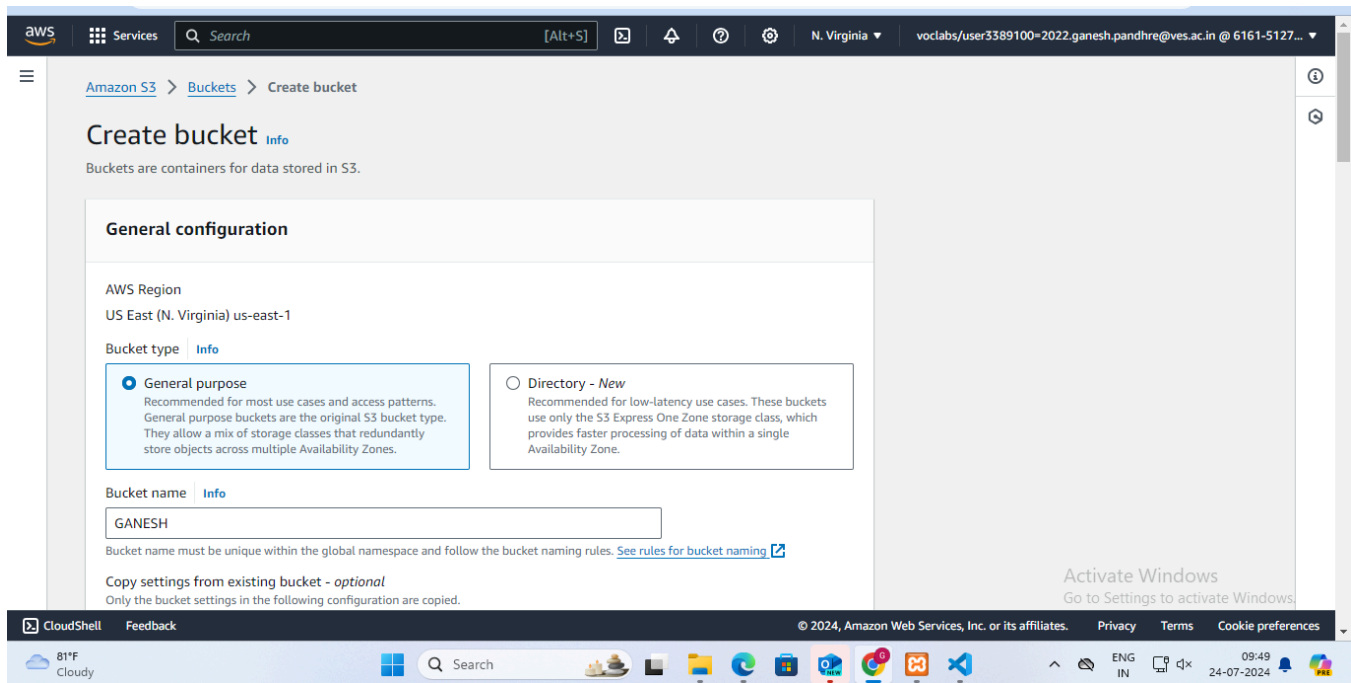 aws
Services
Search
[Alt+S]
N. Virginia ▼
voclabs/user3389100=2022.ganesh.pandhre@ves.ac.in @ 6161-5127... ▼
Amazon S3 > Buckets > Create bucket
Create bucket Info
Buckets are containers for data stored in S3.
General configuration
AWS Region
US East (N. Virginia) us-east-1
Bucket type Info
General purpose
Recommended for most use cases and access patterns.
General purpose buckets are the original S3 bucket type.
They allow a mix of storage classes that redundantly
store objects across multiple Availability Zones.
Directory - New
Recommended for low-latency use cases. These buckets
use only the S3 Express One Zone storage class, which
provides faster processing of data within a single
Availability Zone.
Bucket name Info
GANESH
Bucket name must be unique within the global namespace and follow the bucket naming rules. See rules for bucket naming
Copy settings from existing bucket - optional
Only the bucket settings in the following configuration are copied.
Activate Windows
Go to Settings to activate Windows.
CloudShell Feedback
© 2024, Amazon Web Services, Inc. or its affiliates. Privacy Terms Cookie preferences
81°F
Cloudy
Search
NEW
G
ENG
IN
09:49
24-07-2024
PRE